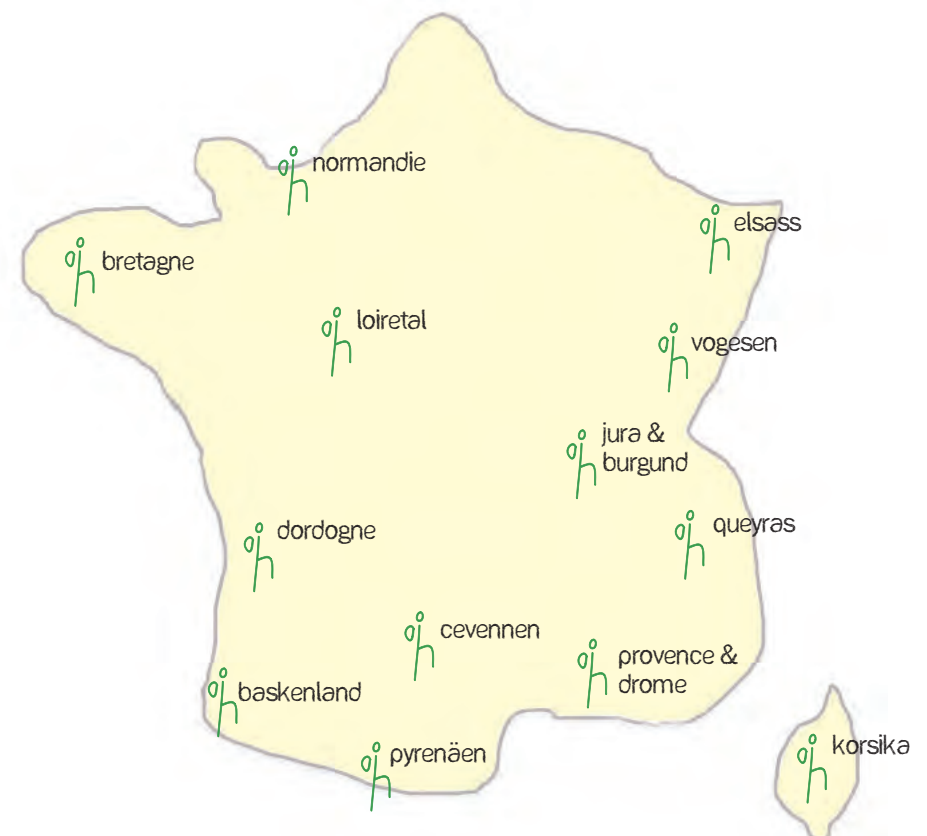 normandie
elsass
bretagne
loiretal
vogesen
jura &
burgund
queyras
dordogne
cevennen
provence &
drome
baskenland
pyrenäen
korsika